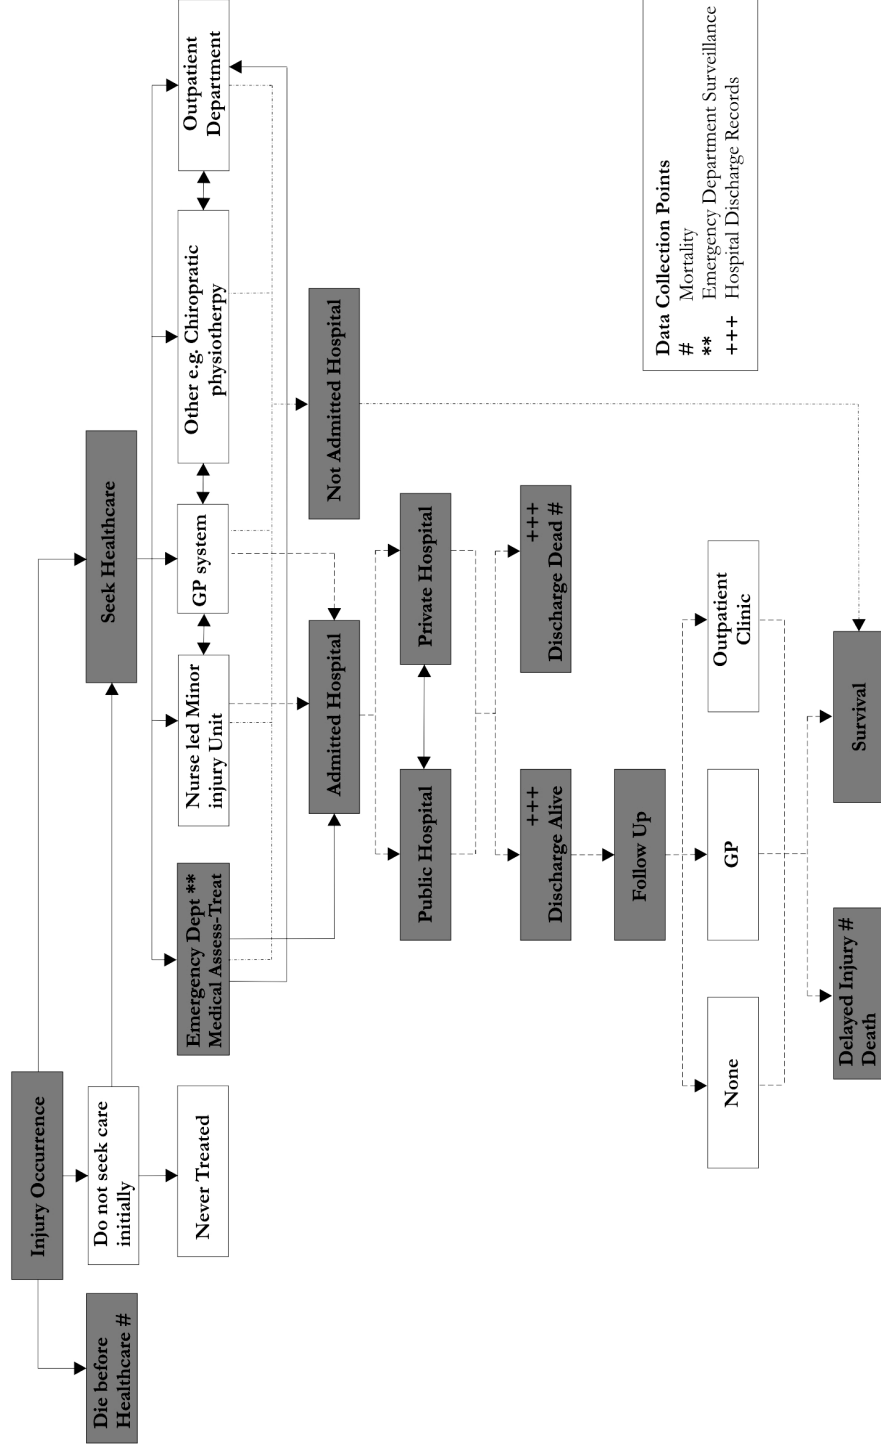 Injury Occurrence
Die before
Healthcare #
Do not seek care
initially
Seek Healthcare
Never Treated
Emergency Dept **
Medical Assess-Treat
Nurse led Minor
injury Unit
GP system
Other e.g. Chiropratic
physiotherpy
Outpatient
Department
Admitted Hospital
Not Admitted Hospital
Public Hospital
Private Hospital
+++
Discharge Alive
+++
Discharge Dead #
Follow Up
None
GP
Outpatient
Clinic
Delayed Injury #
Death
Survival
Data Collection Points
# Mortality
** Emergency Department Surveillance
+++ Hospital Discharge Records